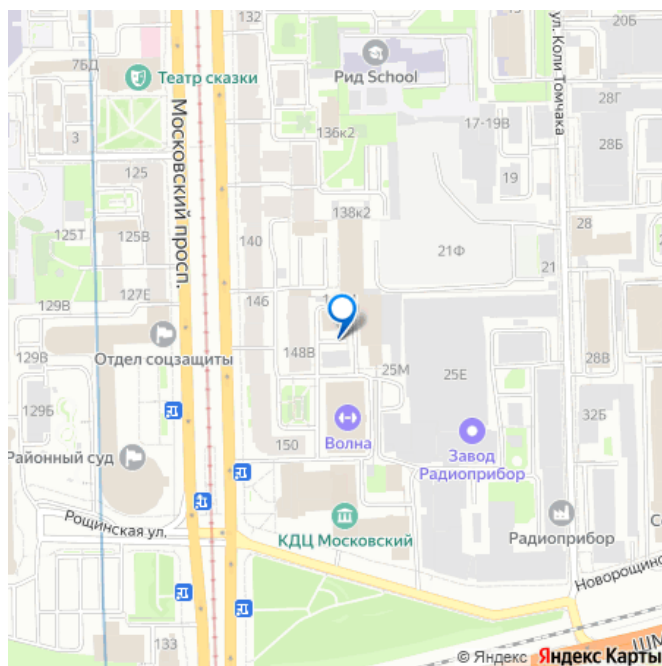 132
20Б
76Д
Театр сказки
Рид School
ул. Коли Томчака
28Г
136к2
17-19В
3
28Б
125
19
Московский просп.
138к2
28
125Т
125В
140
21Ф
21
127Е
146
129В
Отдел соцзащиты
148В
28В
129В
25М
25Е
129Б
32Б
Волна
150
Завод
Радиоприбор
Районный суд
Рощинская ул.
КДЦ Московский
Радиоприбор
Новорощинс
133
© Яндекс Яндекс Карты